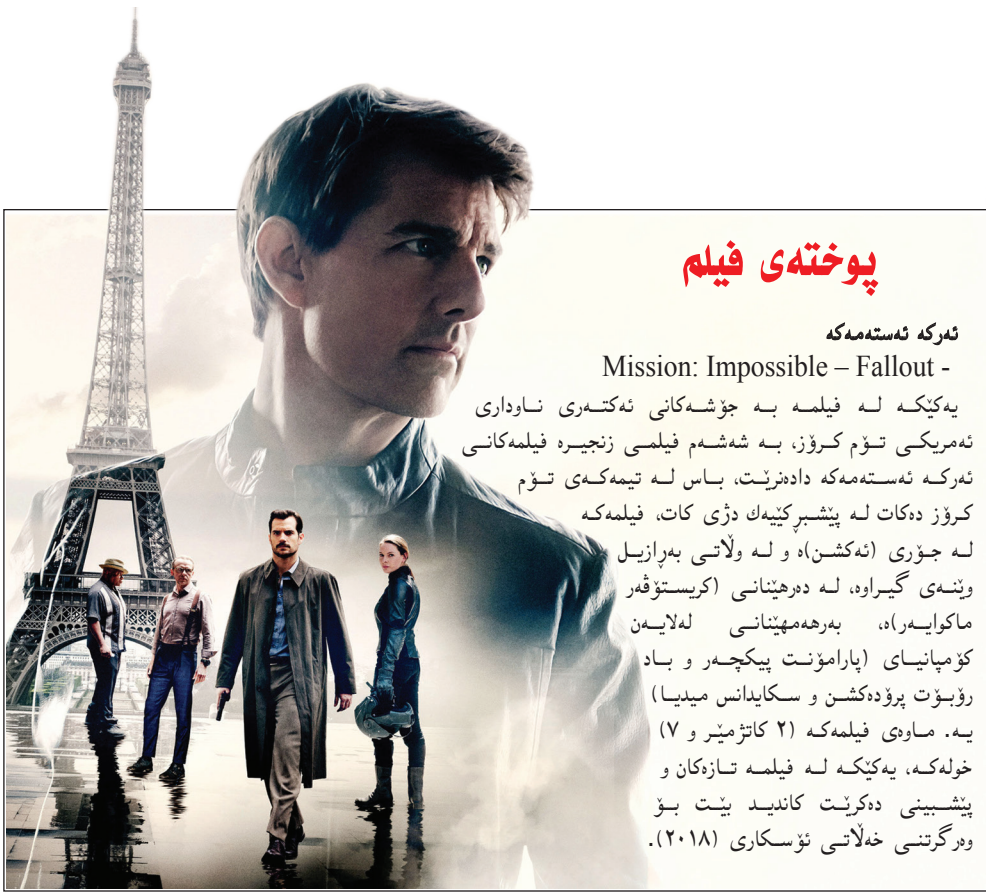 پوختەی فیلم
ئەرکە ئەستەمەکە
Mission: Impossible – Fallout -
یەکێکە لە فیلمە بە جۆشەکانی ئەکتەری ناوداری
ئەمریکی تۆم کرۆز، بە شەشەم فیلمی زنجیرە فیلمەکانی
ئەرکە ئەستەمەکە دادەنرێت، باس لە تیمەکەی تۆم
کرۆز دەکات لە پێشبڕکێیەك دژی کات، فیلمەکە
لە جۆری (ئەکشن)ە و لە وڵاتی بەڕازیل
وێنەی گیراوە، لە دەرهێنانی (کریستۆڤەر
ماکوایەر)ە، بەرهەمهێنانی لەلایەن
کۆمپانیای (پارامۆنت پیکچەر و باد
رۆبۆت پرۆدەکشن و سکایدانس میدیا)
یە. ماوەی فیلمەکە (٢ کاتژمێر و ٧)
خولەکە، یەکێکە لە فیلمە تازەکان و
پێشبینی دەکرێت کاندید بێت بۆ
وەرگرتنی خەڵاتی ئۆسکاری (٢٠١٨).